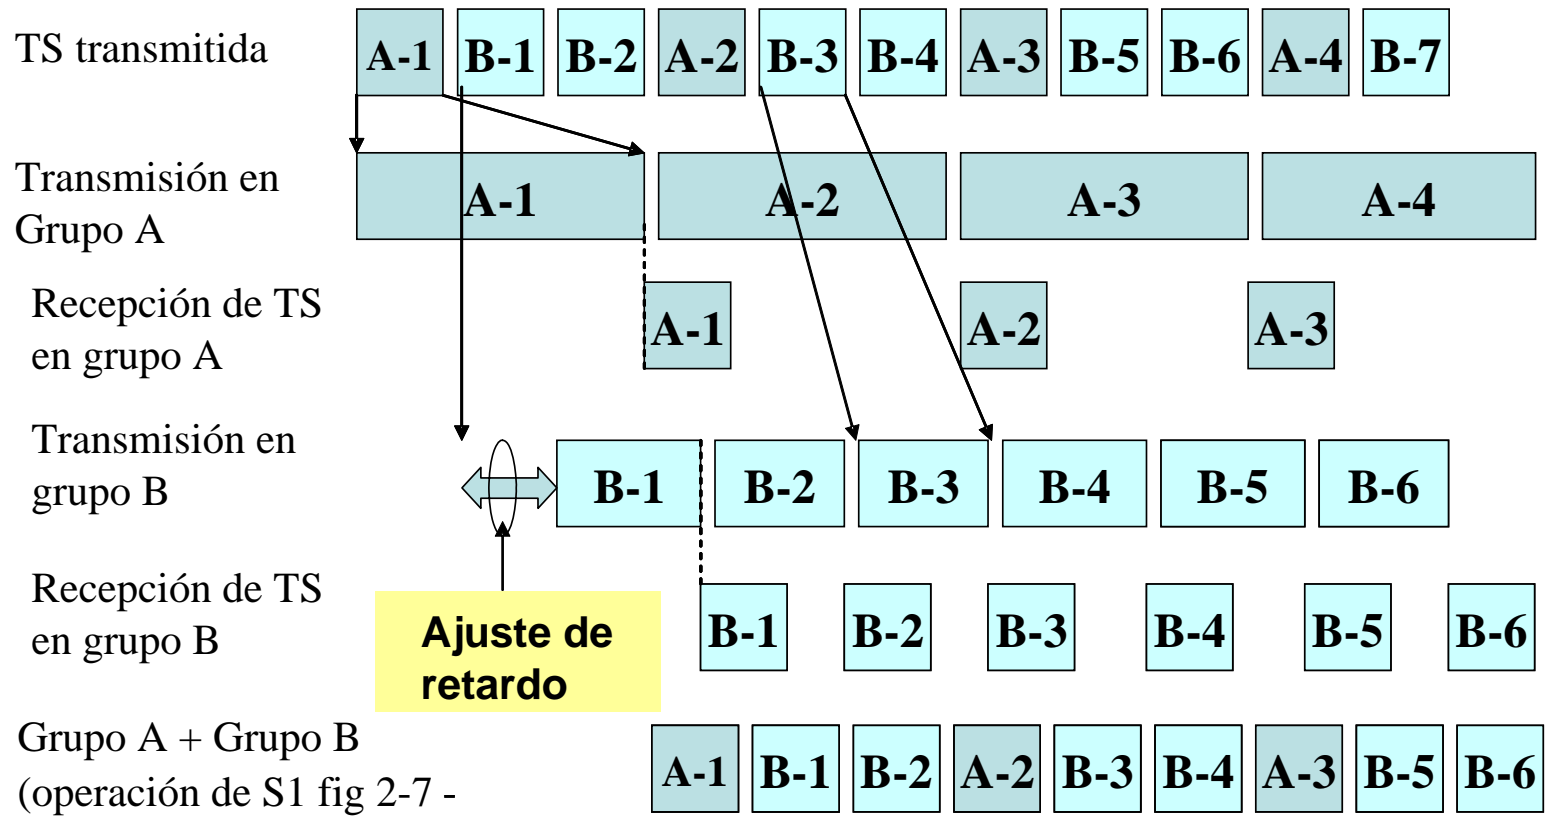 TS transmitida
A-1 B-1 B-2 A-2 B-3 B-4 A-3 B-5 B-6 A-4 B-7
Transmisión en
Grupo A
A-1 A-2 A-3 A-4
Recepción de TS
en grupo A
A-1 A-2 A-3
Transmisión en
grupo B
B-1 B-2 B-3 B-4 B-5 B-6
Recepción de TS
en grupo B
B-1 B-2 B-3 B-4 B-5 B-6
Ajuste de
retardo
Grupo A + Grupo B
(operación de S1 fig 2-7 -
A-1 B-1 B-2 A-2 B-3 B-4 A-3 B-5 B-6